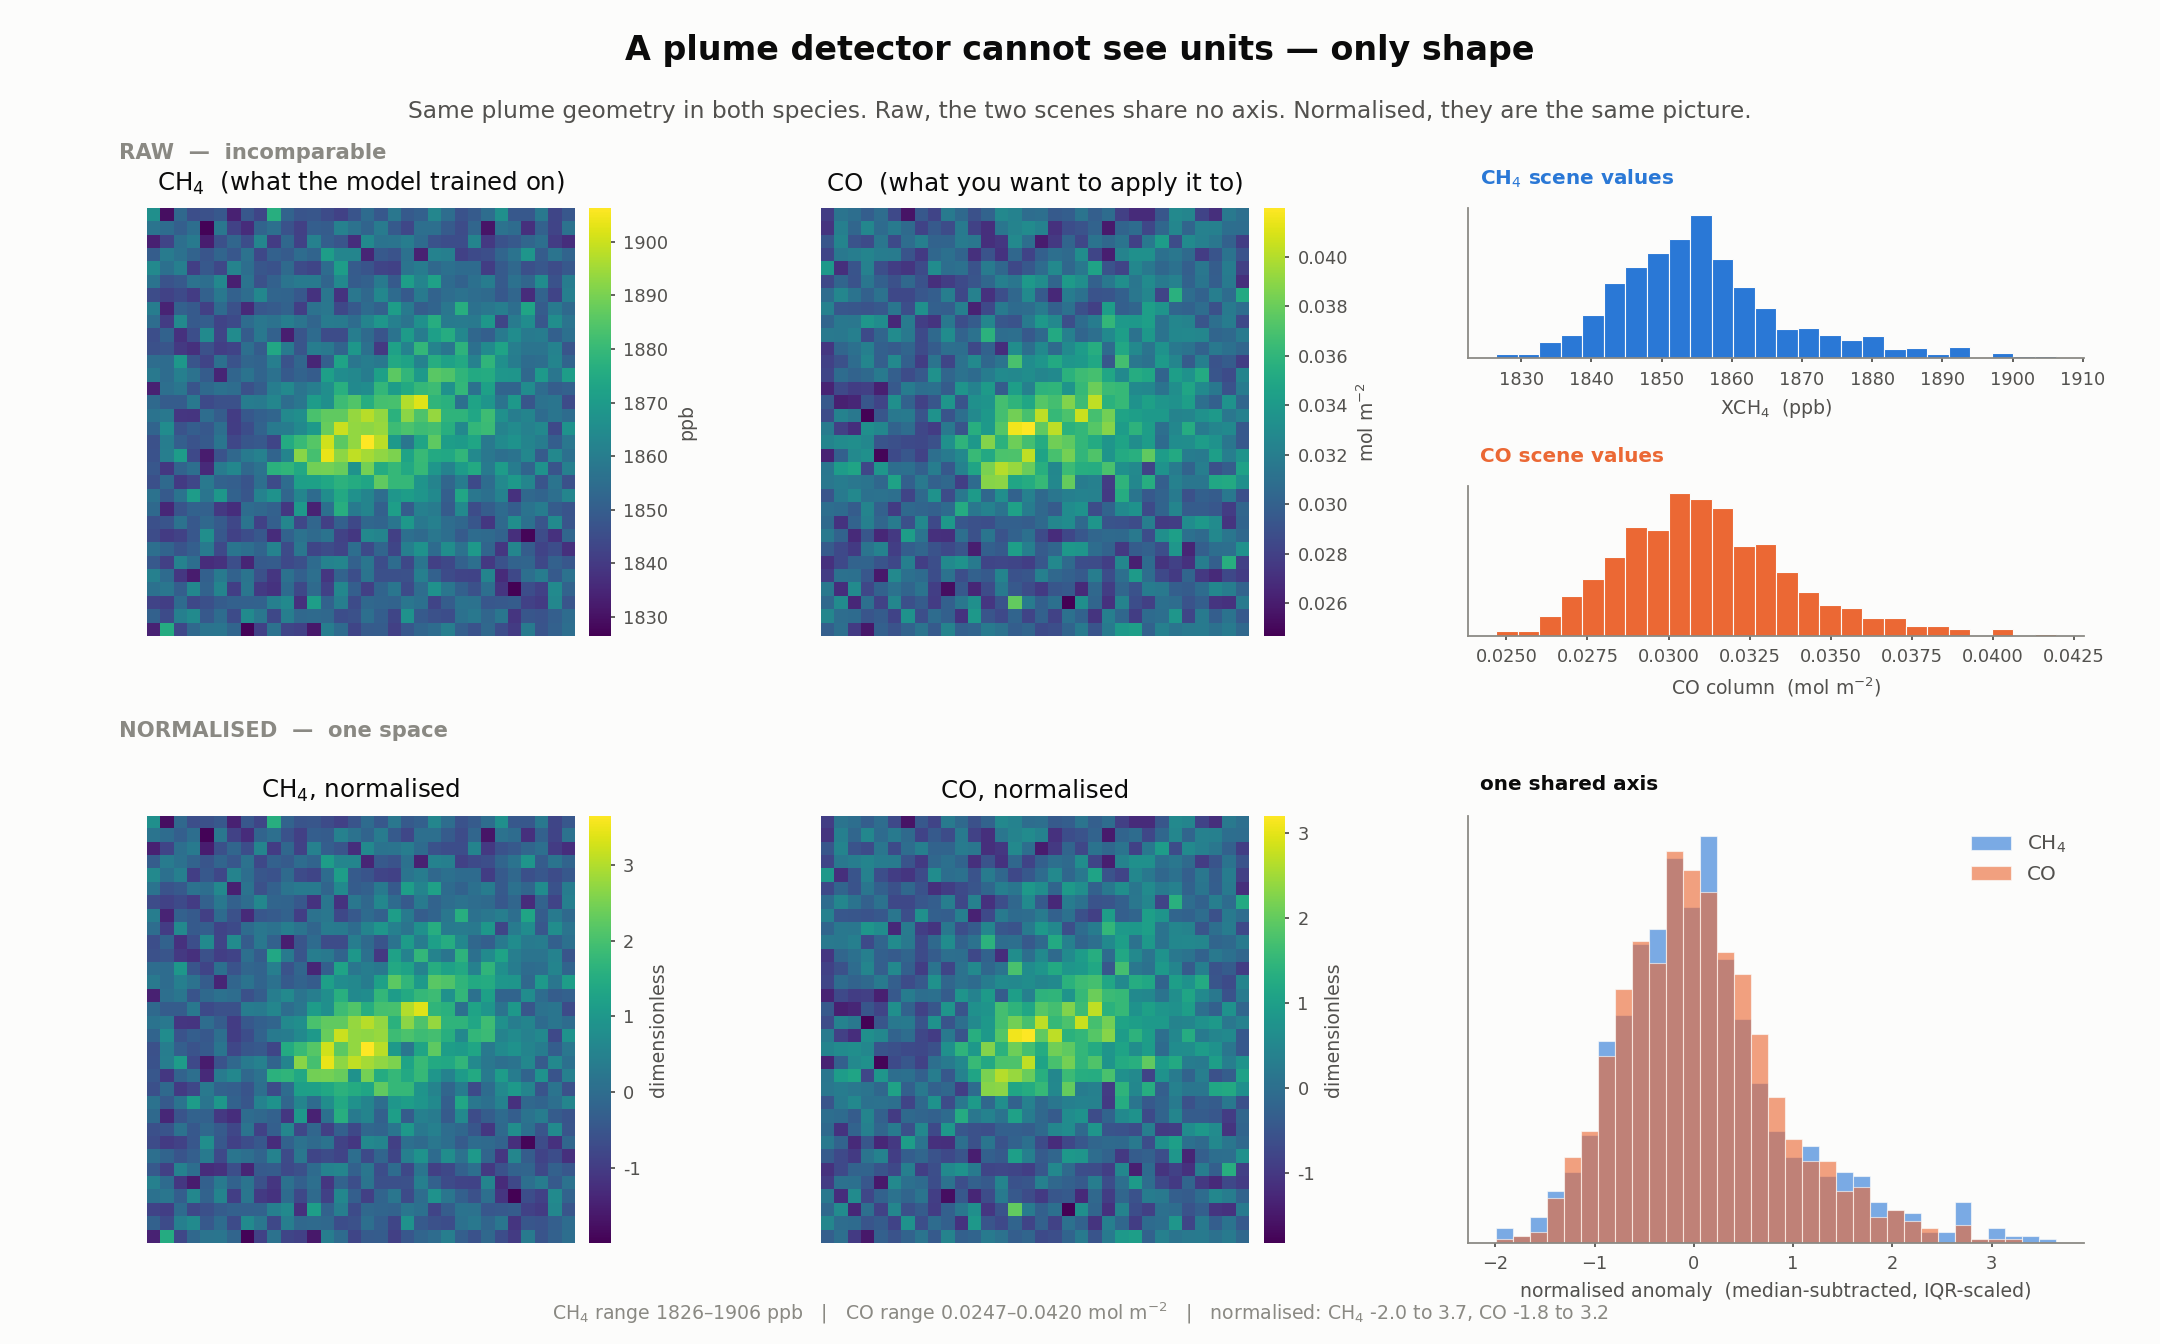 A plume detector cannot see units — only shape
Same plume geometry in both species. Raw, the two scenes share no axis. Normalised, they are the same picture.
RAW — incomparable
CH₄ (what the model trained on)
1900
1890
1880
1870
1860
1850
1840
1830
ppb
CO (what you want to apply it to)
0.040
0.038
0.036
0.034
0.032
0.030
0.028
0.026
mol m⁻²
CH₄ scene values
1830 1840 1850 1860 1870 1880 1890 1900 1910
XCH₄ (ppb)
CO scene values
0.0250 0.0275 0.0300 0.0325 0.0350 0.0375 0.0400 0.0425
CO column (mol m⁻²)
NORMALISED — one space
CH₄, normalised
3
2
1
0
-1
dimensionless
CO, normalised
3
2
1
0
-1
dimensionless
one shared axis
CH₄
CO
−2 −1 0 1 2 3
normalised anomaly (median-subtracted, IQR-scaled)
CH₄ range 1826–1906 ppb | CO range 0.0247–0.0420 mol m⁻² | normalised: CH₄ -2.0 to 3.7, CO -1.8 to 3.2